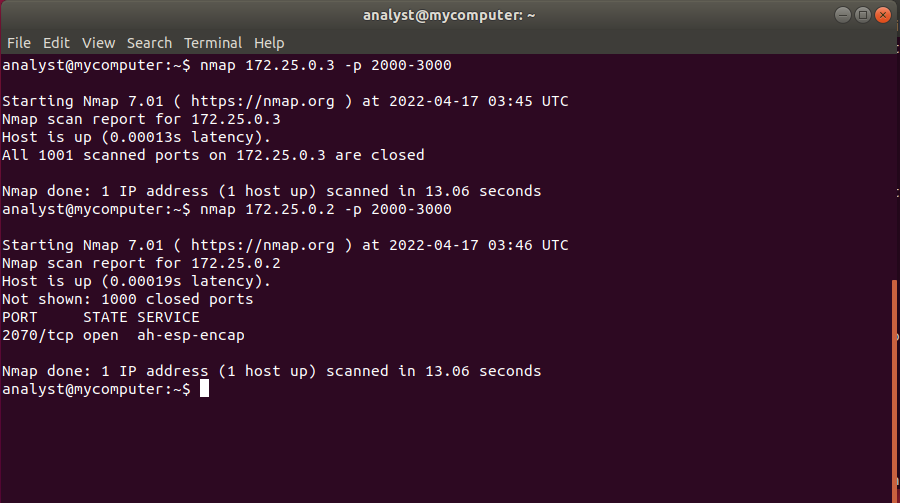 analyst@mycomputer: ~
File Edit View Search Terminal Help
analyst@mycomputer:~$ nmap 172.25.0.3 -p 2000-3000
Starting Nmap 7.01 ( https://nmap.org ) at 2022-04-17 03:45 UTC
Nmap scan report for 172.25.0.3
Host is up (0.00013s latency).
All 1001 scanned ports on 172.25.0.3 are closed
Nmap done: 1 IP address (1 host up) scanned in 13.06 seconds
analyst@mycomputer:~$ nmap 172.25.0.2 -p 2000-3000
Starting Nmap 7.01 ( https://nmap.org ) at 2022-04-17 03:46 UTC
Nmap scan report for 172.25.0.2
Host is up (0.00019s latency).
Not shown: 1000 closed ports
PORT     STATE SERVICE
2070/tcp open  ah-esp-encap
Nmap done: 1 IP address (1 host up) scanned in 13.06 seconds
analyst@mycomputer:~$